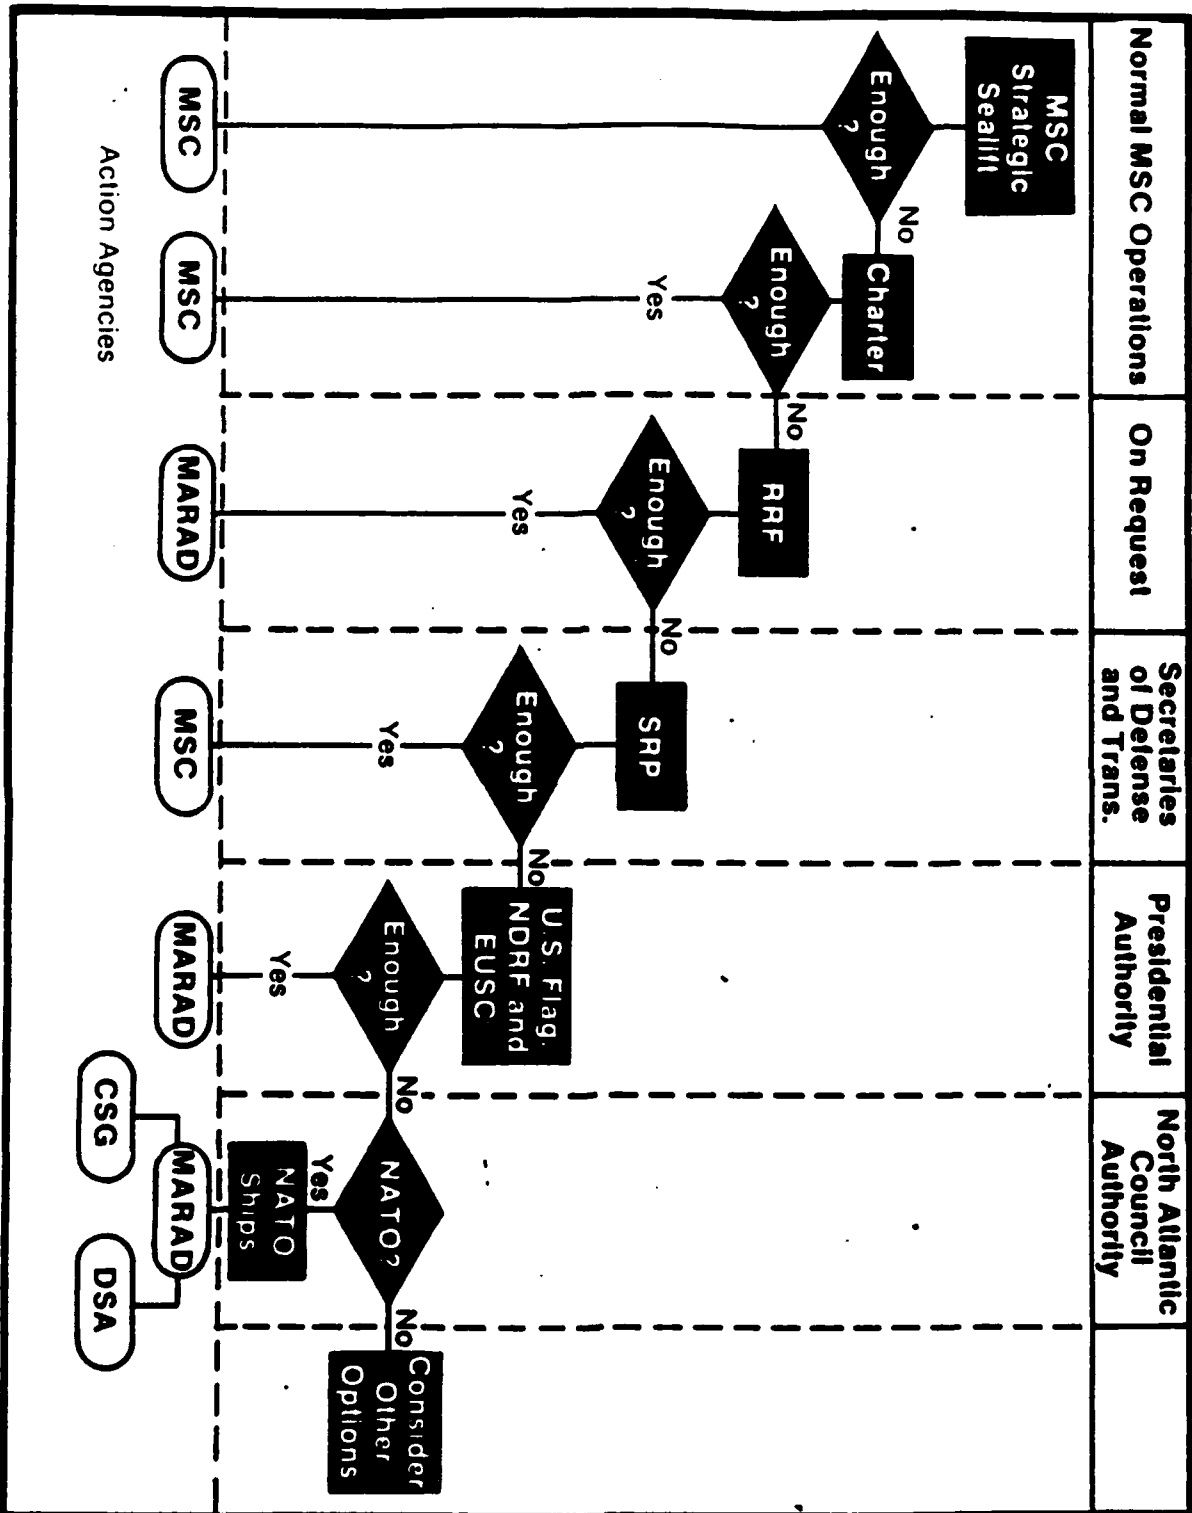 Normal MSC Operations
On Request
Secretaries
of Defense
and Trans.
Presidential
Authority
North Atlantic
Council
Authority
MSC
Strategic
Sealift
Enough
?
No
Charter
Enough
?
Yes
No
RRF
Enough
?
Yes
No
SRP
Enough
?
Yes
No
U.S. Flag.
NDRF and
EUSC
Enough
?
Yes
No
NATO?
Yes
No
NATO
Ships
Consider
Other
Options
MSC
MSC
MARAD
MSC
MARAD
MARAD
CSG
DSA
Action Agencies